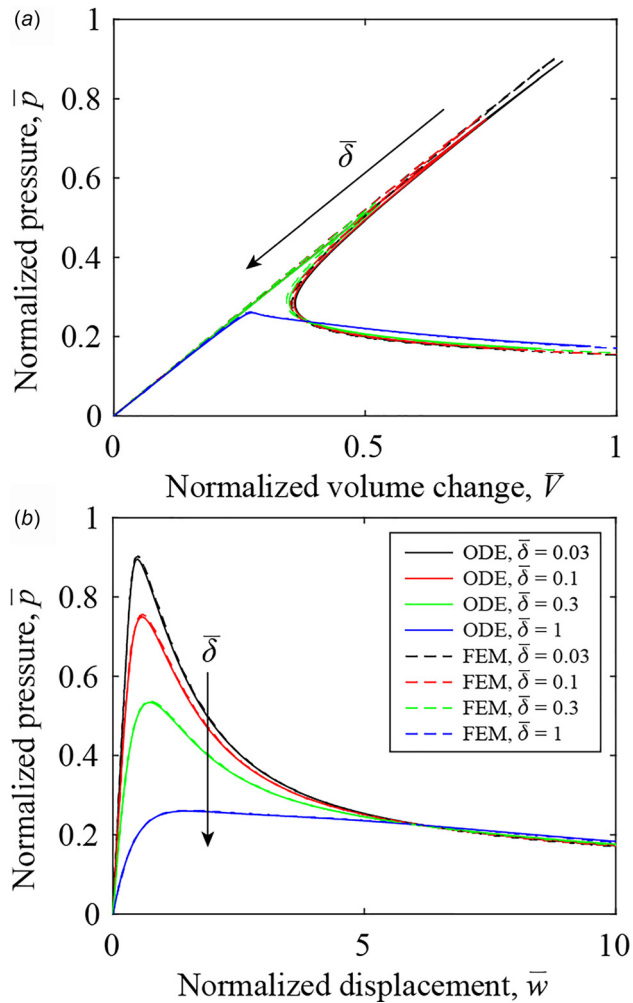 (a)
1
0.8
0.6
0.4
0.2
0
Normalized pressure, p̅
δ̅
0
0.5
1
Normalized volume change, V̅
(b)
1
0.8
0.6
0.4
0.2
0
Normalized pressure, p̅
δ̅
ODE, δ̅ = 0.03
ODE, δ̅ = 0.1
ODE, δ̅ = 0.3
ODE, δ̅ = 1
FEM, δ̅ = 0.03
FEM, δ̅ = 0.1
FEM, δ̅ = 0.3
FEM, δ̅ = 1
0
5
10
Normalized displacement, w̅